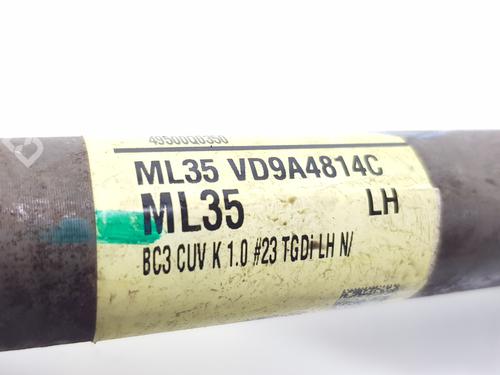 49500Q0350
ML35 VD9A4814C
ML35 LH
BC3 CUV K 1.0 #23 TGDi LH N/